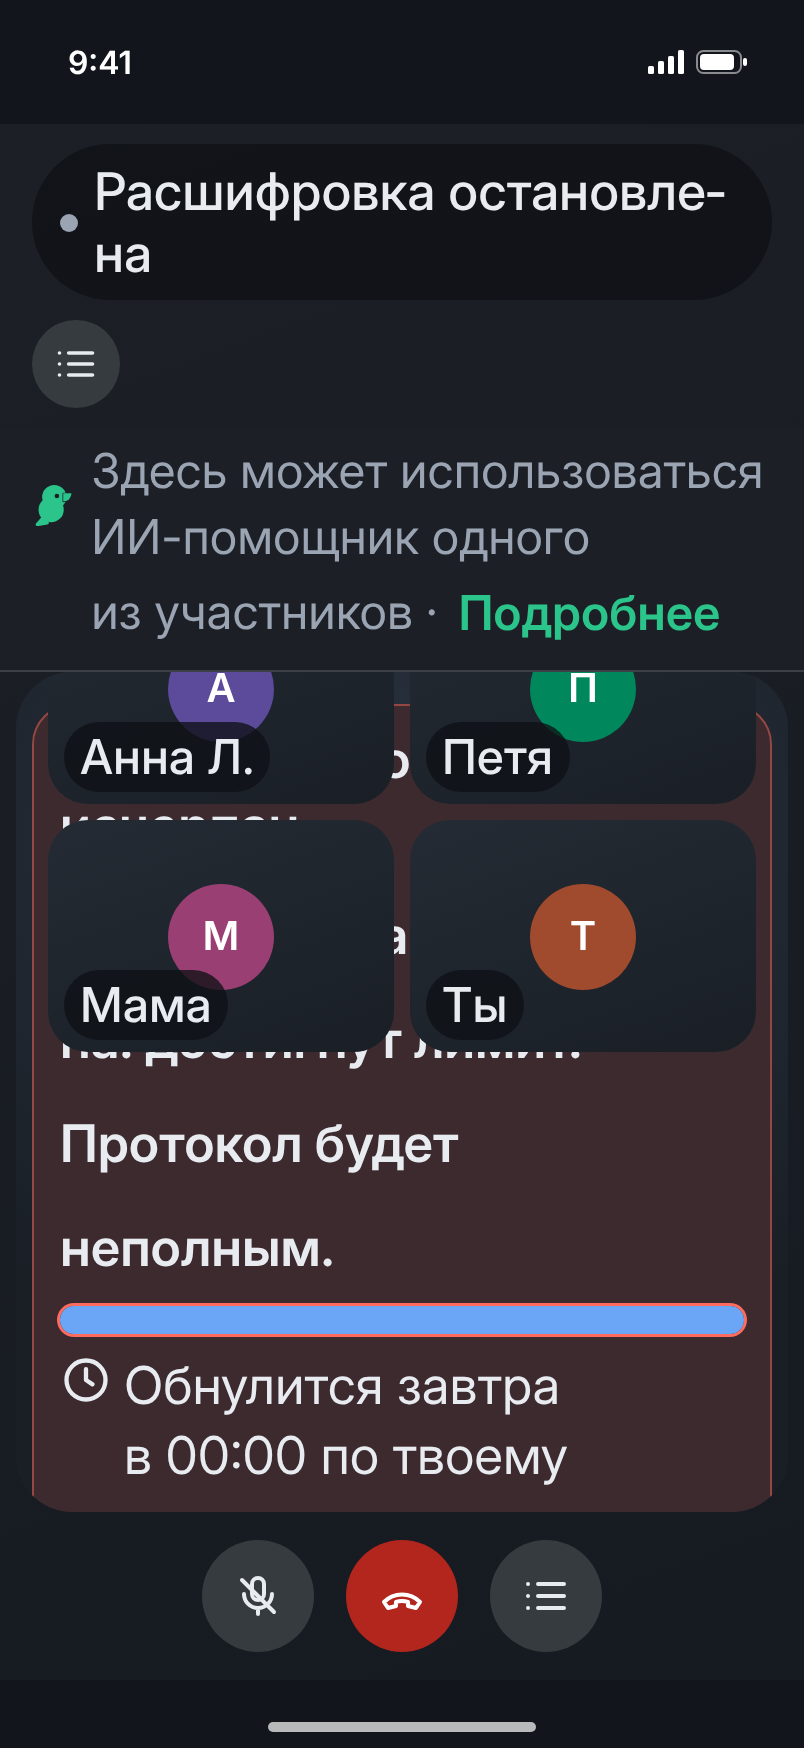 9:41
Расшифровка остановле-
на
Здесь может использоваться
ИИ-помощник одного
из участников · Подробнее
А
П
Анна Л.
Петя
М
Т
Мама
Ты
Протокол будет
неполным.
Обнулится завтра
в 00:00 по твоему